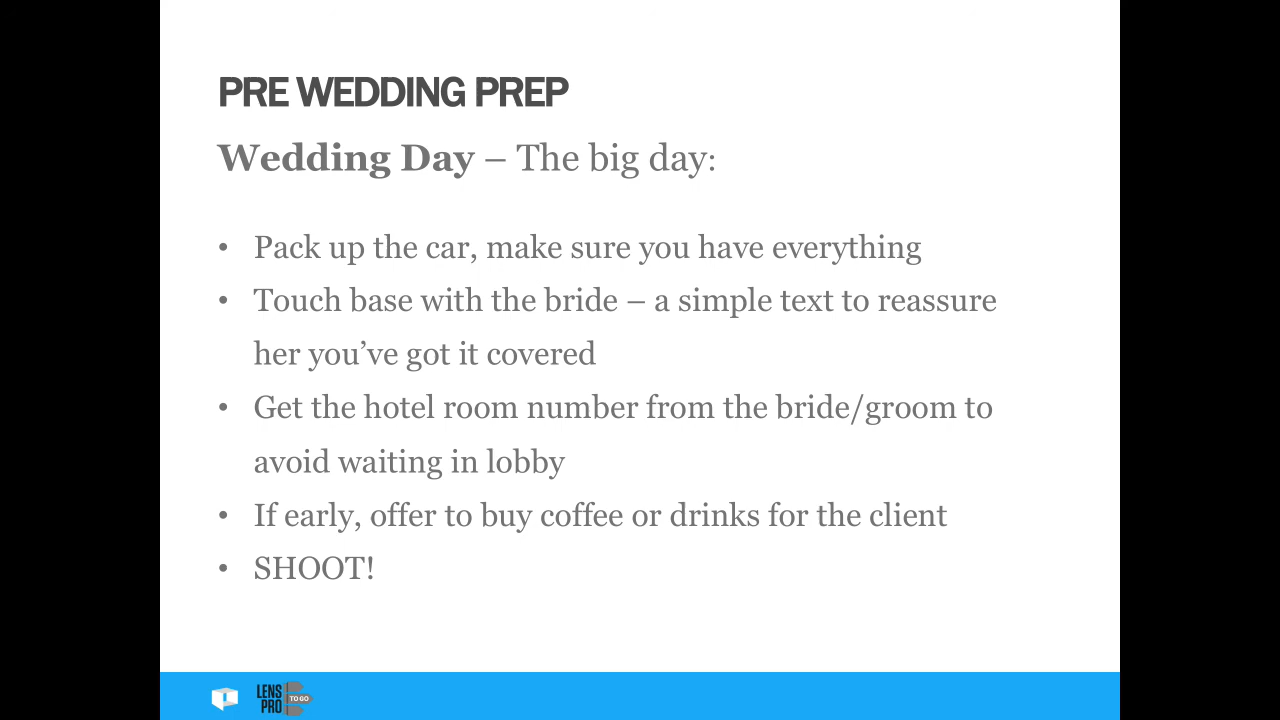 PRE WEDDING PREP
Wedding Day – The big day:
• Pack up the car, make sure you have everything
• Touch base with the bride – a simple text to reassure
her you’ve got it covered
• Get the hotel room number from the bride/groom to
avoid waiting in lobby
• If early, offer to buy coffee or drinks for the client
• SHOOT!
LENS
PRO
TO GO